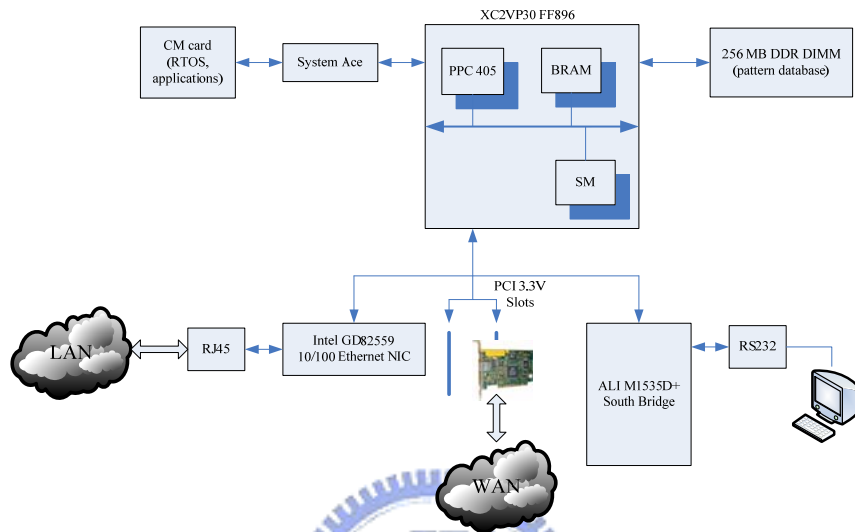 XC2VP30 FF896
CM card
(RTOS,
applications)
System Ace
PPC 405
BRAM
SM
256 MB DDR DIMM
(pattern database)
PCI 3.3V
Slots
LAN
RJ45
Intel GD82559
10/100 Ethernet NIC
ALI M1535D+
South Bridge
RS232
WAN